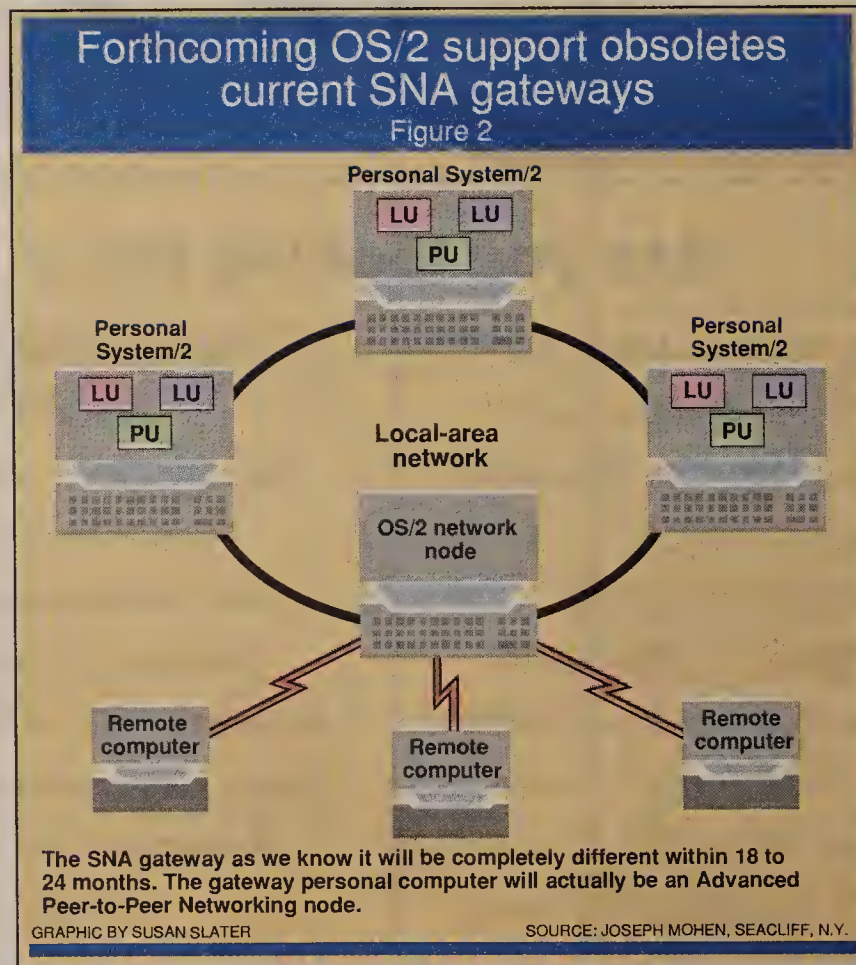 Forthcoming OS/2 support obsoletes
current SNA gateways
Figure 2
Personal System/2
LU LU
PU
Personal
System/2
LU LU
PU
Personal
System/2
LU LU
PU
Local-area
network
OS/2 network
node
Remote
computer
Remote
computer
Remote
computer
The SNA gateway as we know it will be completely different within 18 to
24 months. The gateway personal computer will actually be an Advanced
Peer-to-Peer Networking node.
GRAPHIC BY SUSAN SLATER
SOURCE: JOSEPH MOHEN, SEACLIFF, N.Y.